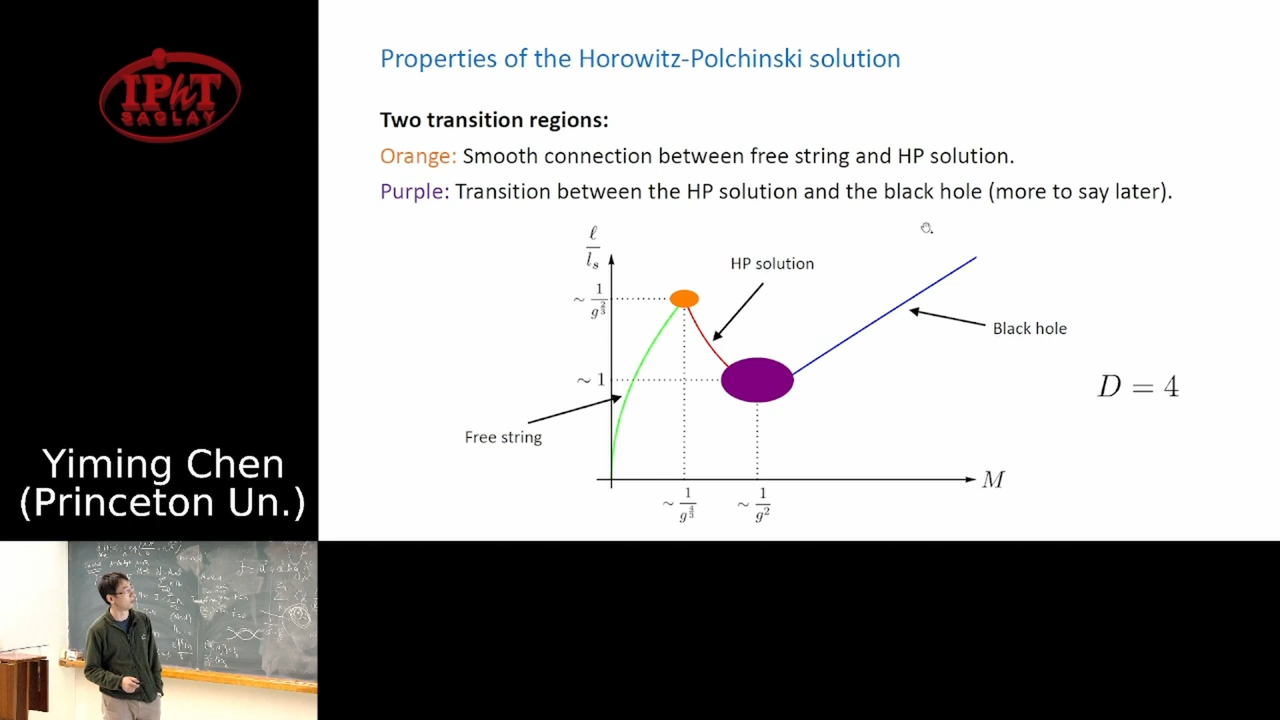 IPhT
SACLAY
Properties of the Horowitz-Polchinski solution
Two transition regions:
Orange: Smooth connection between free string and HP solution.
Purple: Transition between the HP solution and the black hole (more to say later).
ℓ / l_s
HP solution
∼ 1/g^{2/3}
Black hole
∼ 1
D = 4
Free string
M
∼ 1/g^{4/3}
∼ 1/g^2
Yiming Chen
(Princeton Un.)